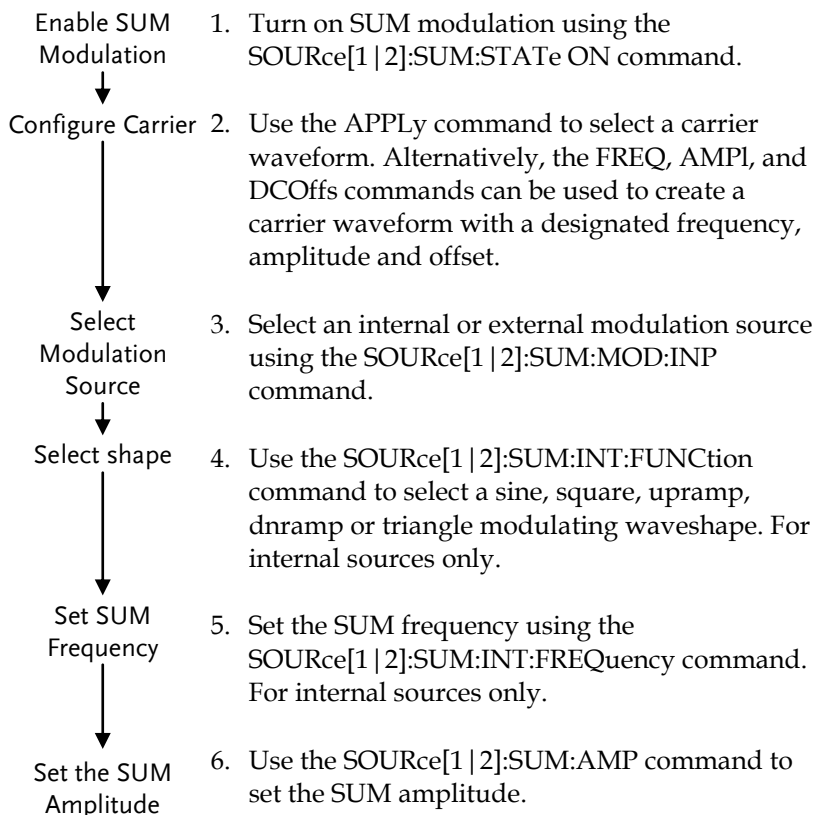 Enable SUM
Modulation
1. Turn on SUM modulation using the
SOURce[1|2]:SUM:STATe ON command.
Configure Carrier
2. Use the APPLy command to select a carrier
waveform. Alternatively, the FREQ, AMPl, and
DCOffs commands can be used to create a
carrier waveform with a designated frequency,
amplitude and offset.
Select
Modulation
Source
3. Select an internal or external modulation source
using the SOURce[1|2]:SUM:MOD:INP
command.
Select shape
4. Use the SOURce[1|2]:SUM:INT:FUNCtion
command to select a sine, square, upramp,
dnramp or triangle modulating waveshape. For
internal sources only.
Set SUM
Frequency
5. Set the SUM frequency using the
SOURce[1|2]:SUM:INT:FREQuency command.
For internal sources only.
Set the SUM
Amplitude
6. Use the SOURce[1|2]:SUM:AMP command to
set the SUM amplitude.